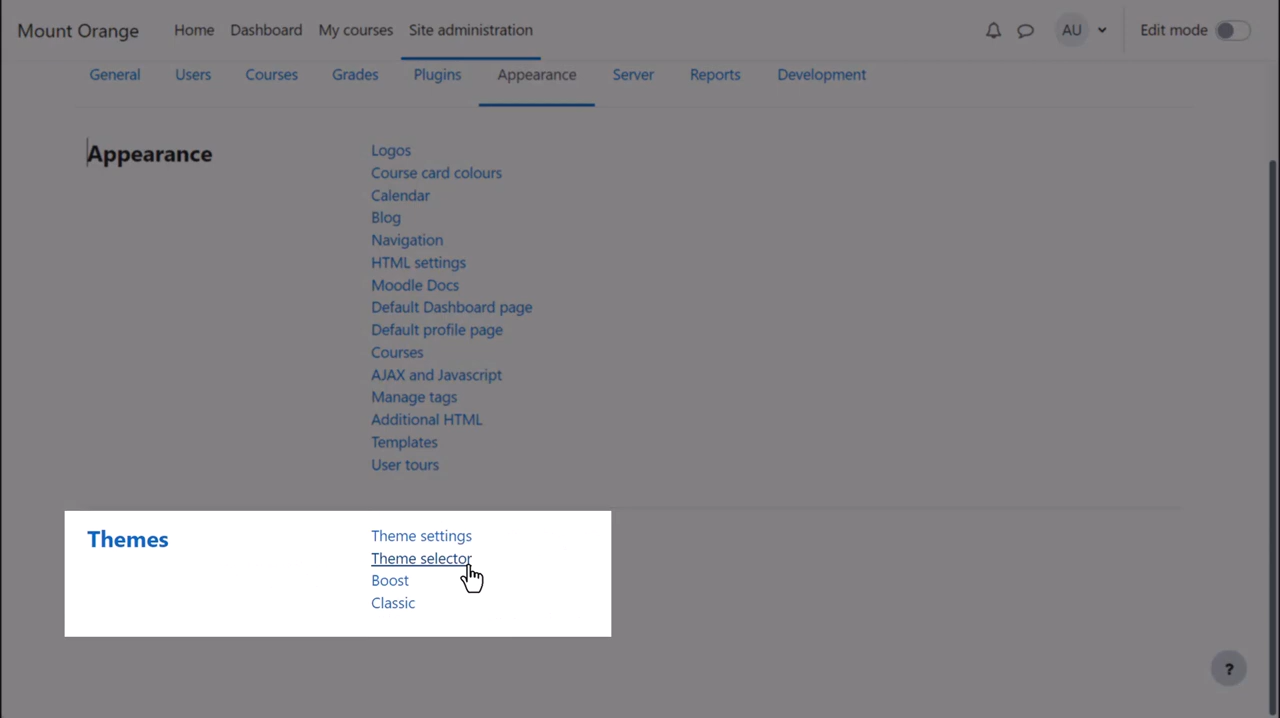 Mount Orange Home Dashboard My courses Site administration AU Edit mode
General Users Courses Grades Plugins Appearance Server Reports Development
Appearance
Logos
Course card colours
Calendar
Blog
Navigation
HTML settings
Moodle Docs
Default Dashboard page
Default profile page
Courses
AJAX and Javascript
Manage tags
Additional HTML
Templates
User tours
Themes
Theme settings
Theme selector
Boost
Classic
?